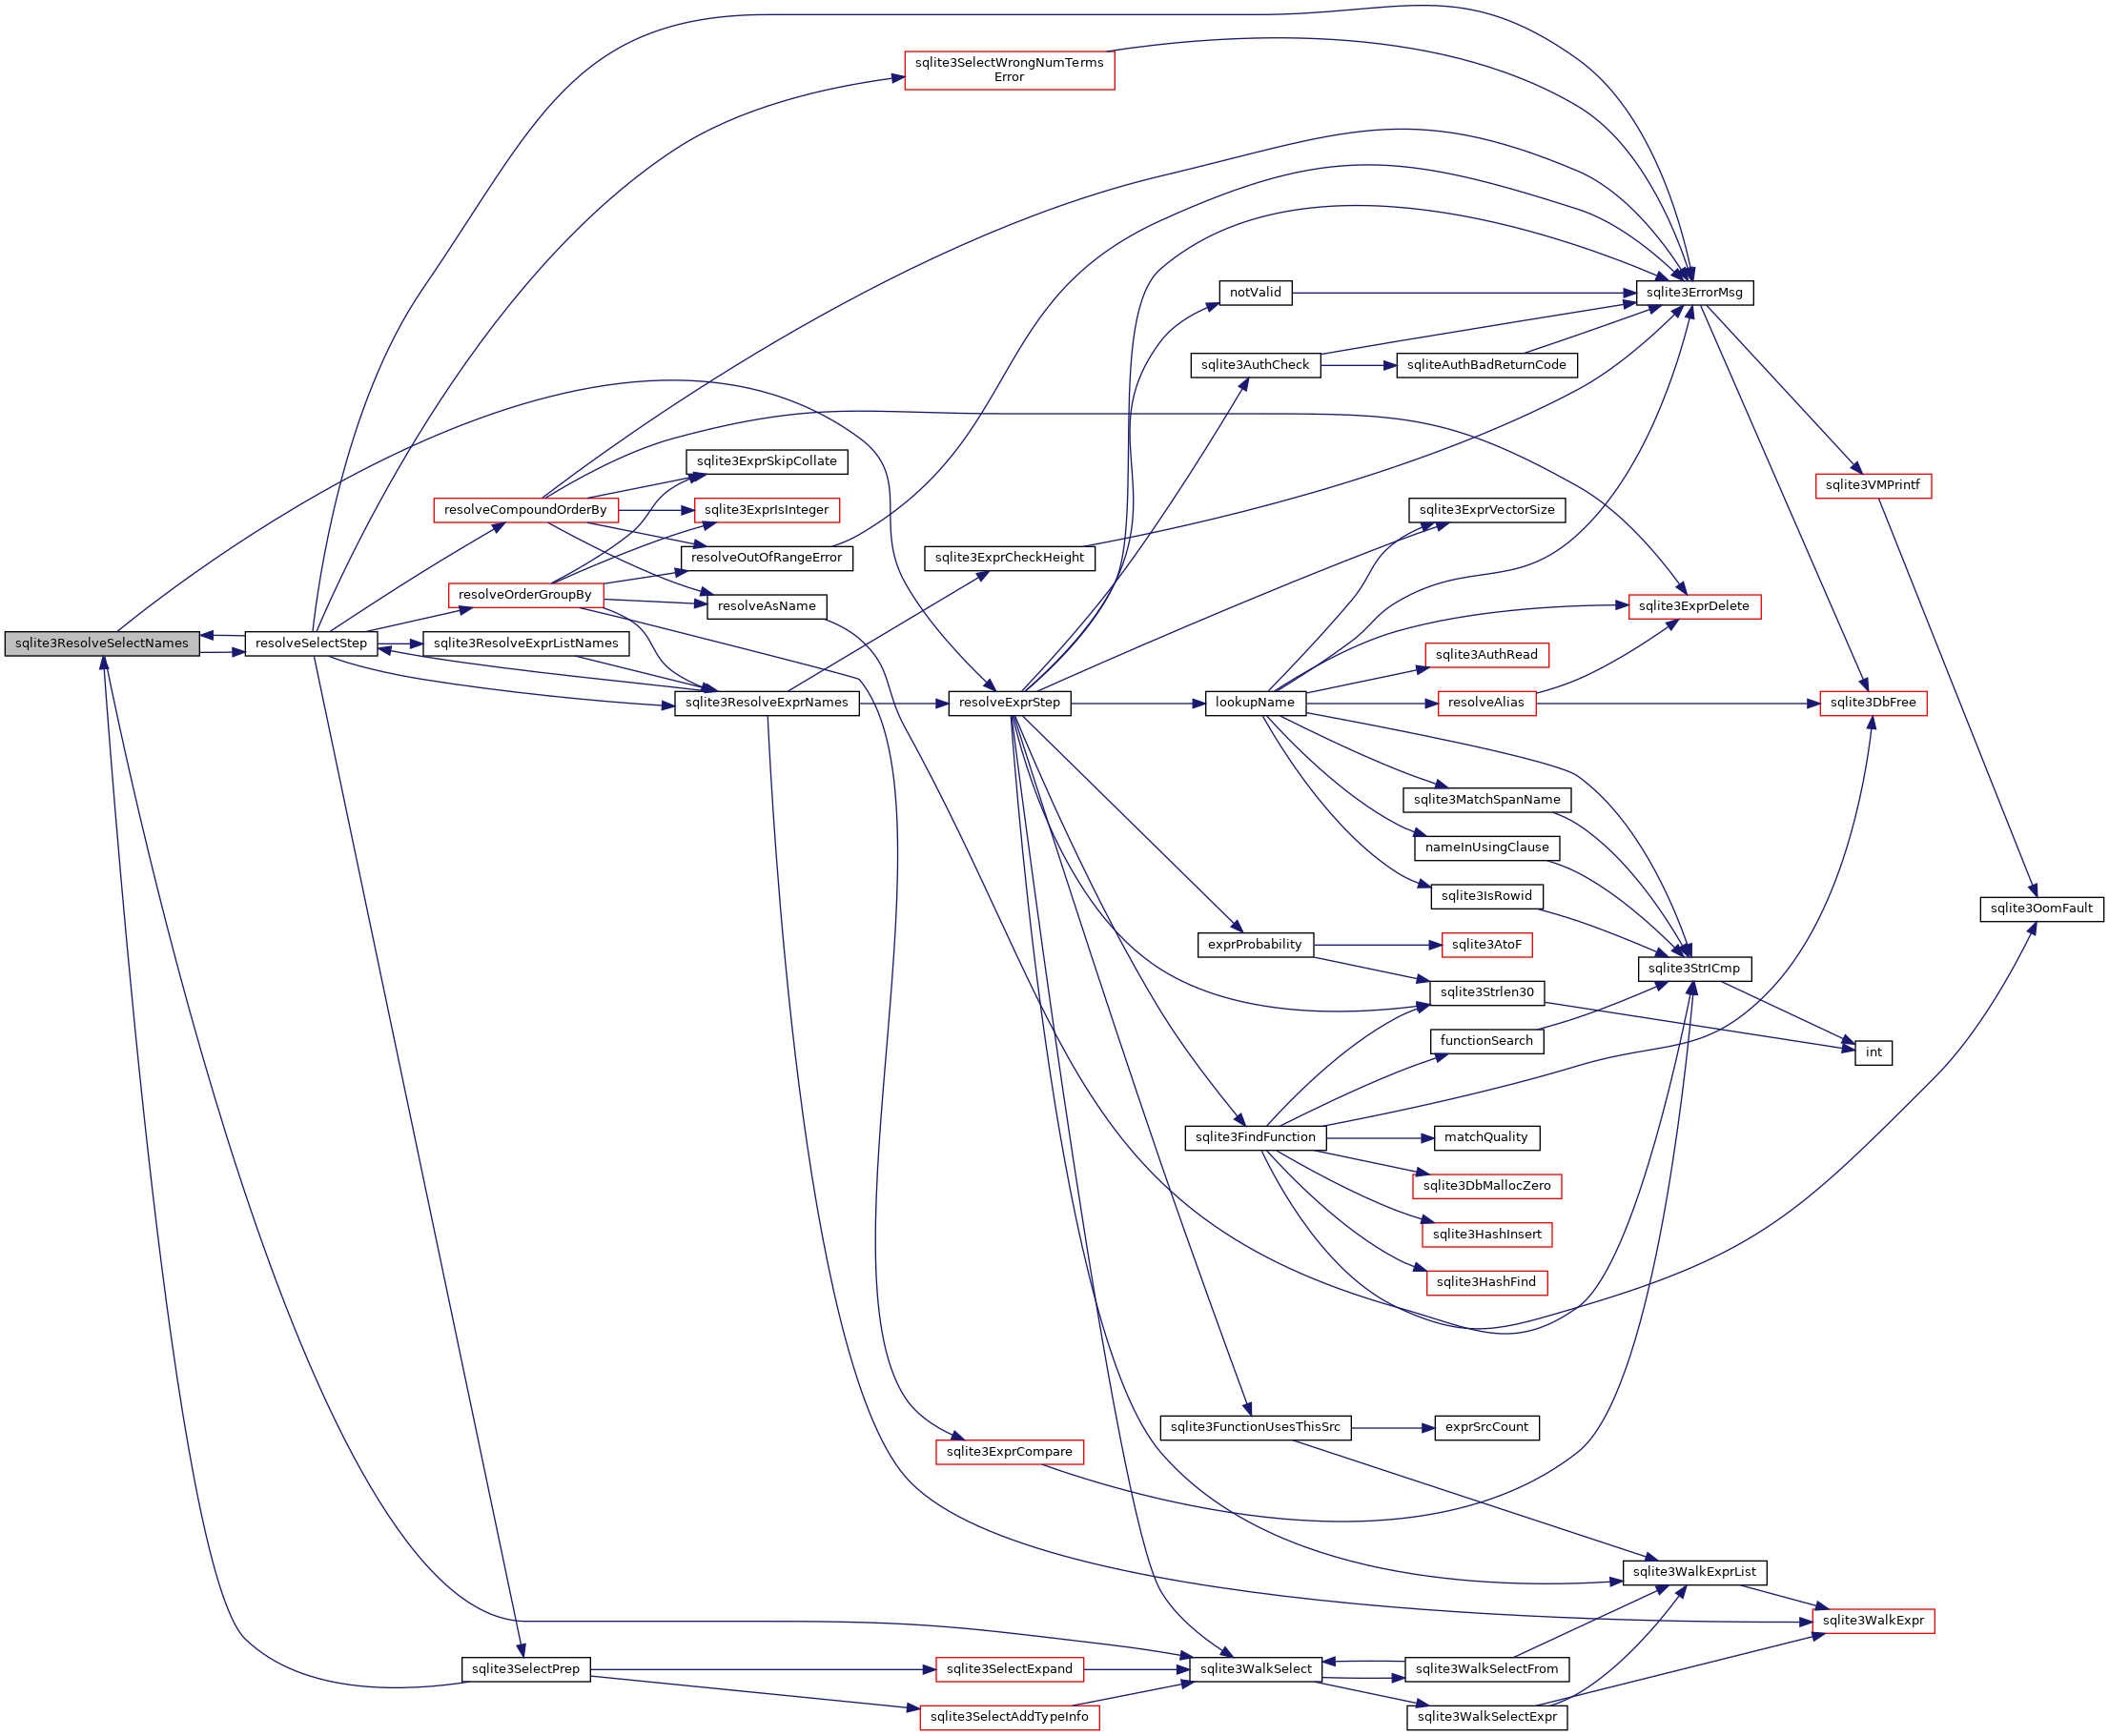 sqlite3SelectWrongNumTerms
Error
notValid
sqlite3ErrorMsg
sqlite3AuthCheck
sqliteAuthBadReturnCode
sqlite3ExprSkipCollate
sqlite3VMPrintf
resolveCompoundOrderBy
sqlite3ExprIsInteger
sqlite3ExprVectorSize
resolveOutOfRangeError
sqlite3ExprCheckHeight
resolveOrderGroupBy
resolveAsName
sqlite3ExprDelete
sqlite3ResolveSelectNames
resolveSelectStep
sqlite3ResolveExprListNames
sqlite3AuthRead
sqlite3ResolveExprNames
resolveExprStep
lookupName
resolveAlias
sqlite3DbFree
sqlite3MatchSpanName
nameInUsingClause
sqlite3IsRowid
sqlite3OomFault
exprProbability
sqlite3AtoF
sqlite3StrICmp
sqlite3Strlen30
functionSearch
int
sqlite3FindFunction
matchQuality
sqlite3DbMallocZero
sqlite3HashInsert
sqlite3HashFind
sqlite3FunctionUsesThisSrc
exprSrcCount
sqlite3ExprCompare
sqlite3WalkExprList
sqlite3WalkExpr
sqlite3SelectPrep
sqlite3SelectExpand
sqlite3WalkSelect
sqlite3WalkSelectFrom
sqlite3SelectAddTypeInfo
sqlite3WalkSelectExpr